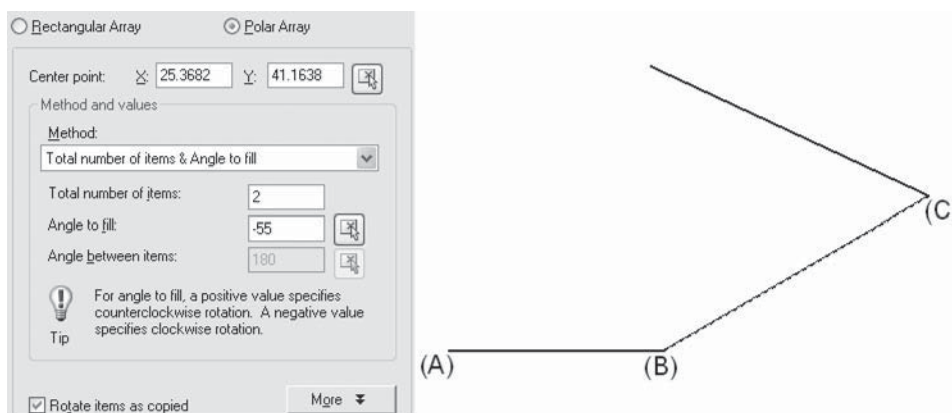 Rectangular Array Polar Array
Center point: X: 25.3682 Y: 41.1638
Method and values
Method:
Total number of items & Angle to fill
Total number of items: 2
Angle to fill: -55
Angle between items: 180
For angle to fill, a positive value specifies
counterclockwise rotation. A negative value
specifies clockwise rotation.
Tip
Rotate items as copied
More
(A)
(B)
(C